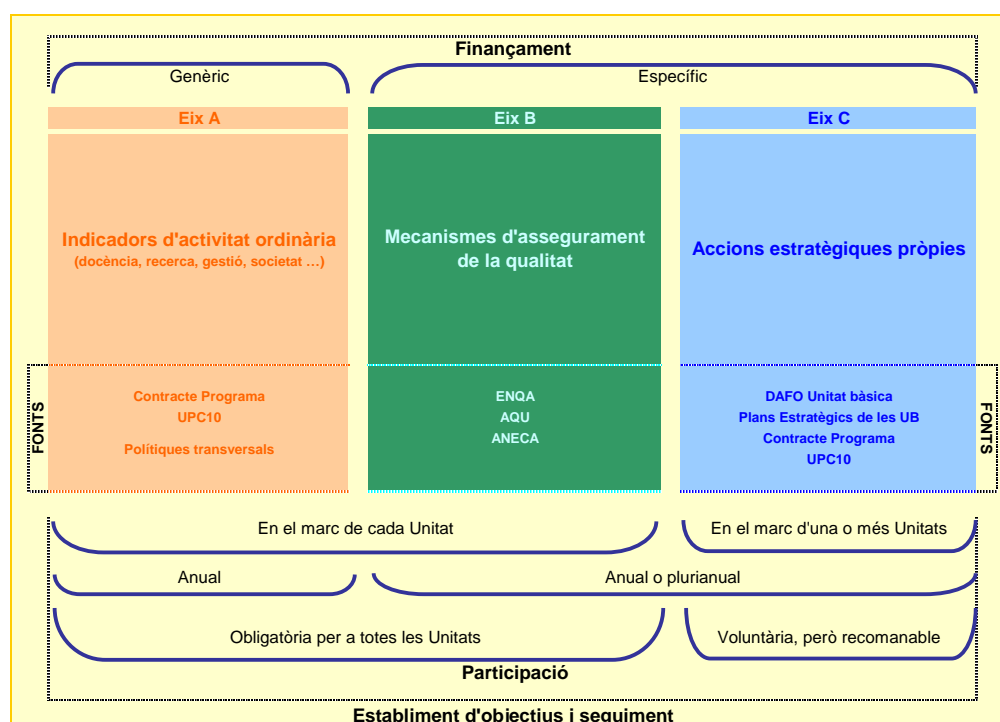 Finançament
Genèric
Específic
Eix A
Eix B
Eix C
Indicadors d'activitat ordinària
(docència, recerca, gestió, societat ...)
Mecanismes d'assegurament
de la qualitat
Accions estratègiques pròpies
FONTS
Contracte Programa
UPC10
Polítiques transversals
ENQA
AQU
ANECA
DAFO Unitat bàsica
Plans Estratègics de les UB
Contracte Programa
UPC10
FONTS
En el marc de cada Unitat
En el marc d'una o més Unitats
Anual
Anual o plurianual
Obligatòria per a totes les Unitats
Voluntària, però recomanable
Participació
Establiment d'objectius i seguiment